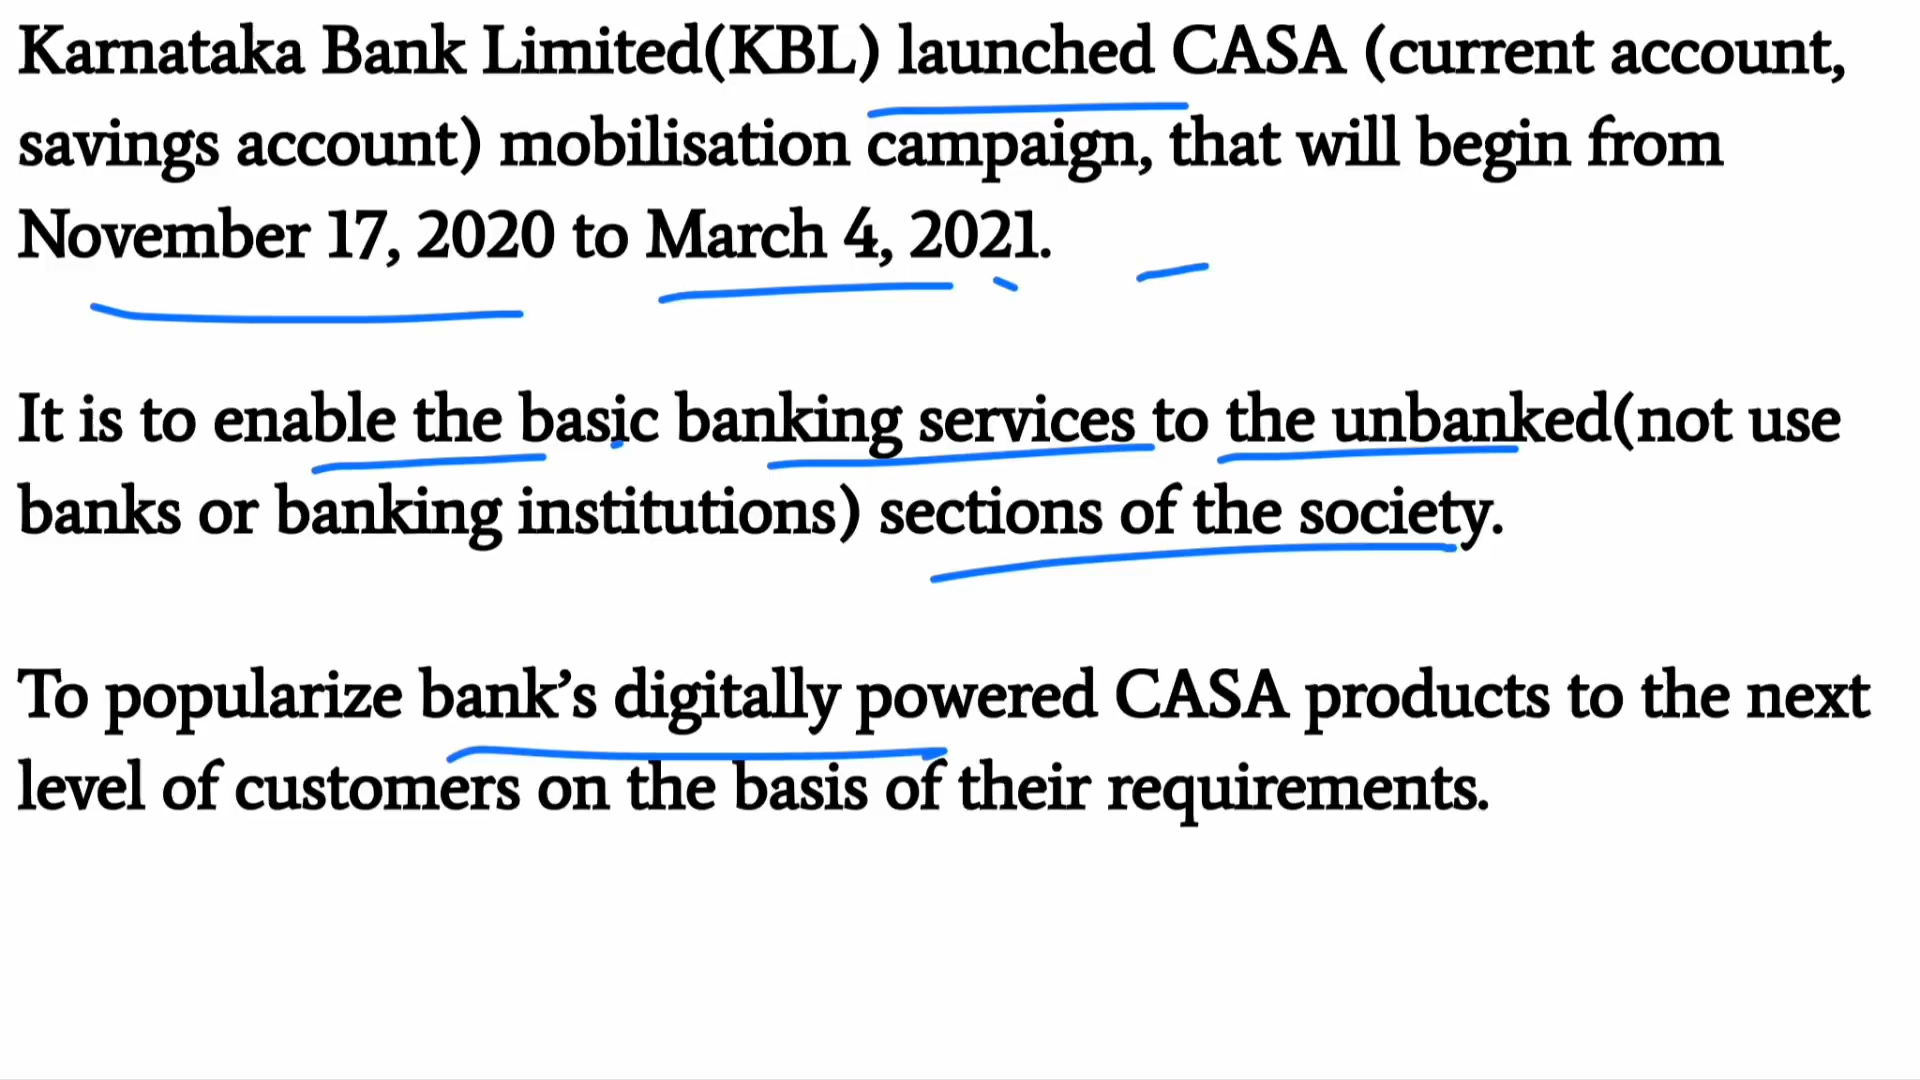 Karnataka Bank Limited(KBL) launched CASA (current account,
savings account) mobilisation campaign, that will begin from
November 17, 2020 to March 4, 2021.
It is to enable the basic banking services to the unbanked(not use
banks or banking institutions) sections of the society.
To popularize bank’s digitally powered CASA products to the next
level of customers on the basis of their requirements.